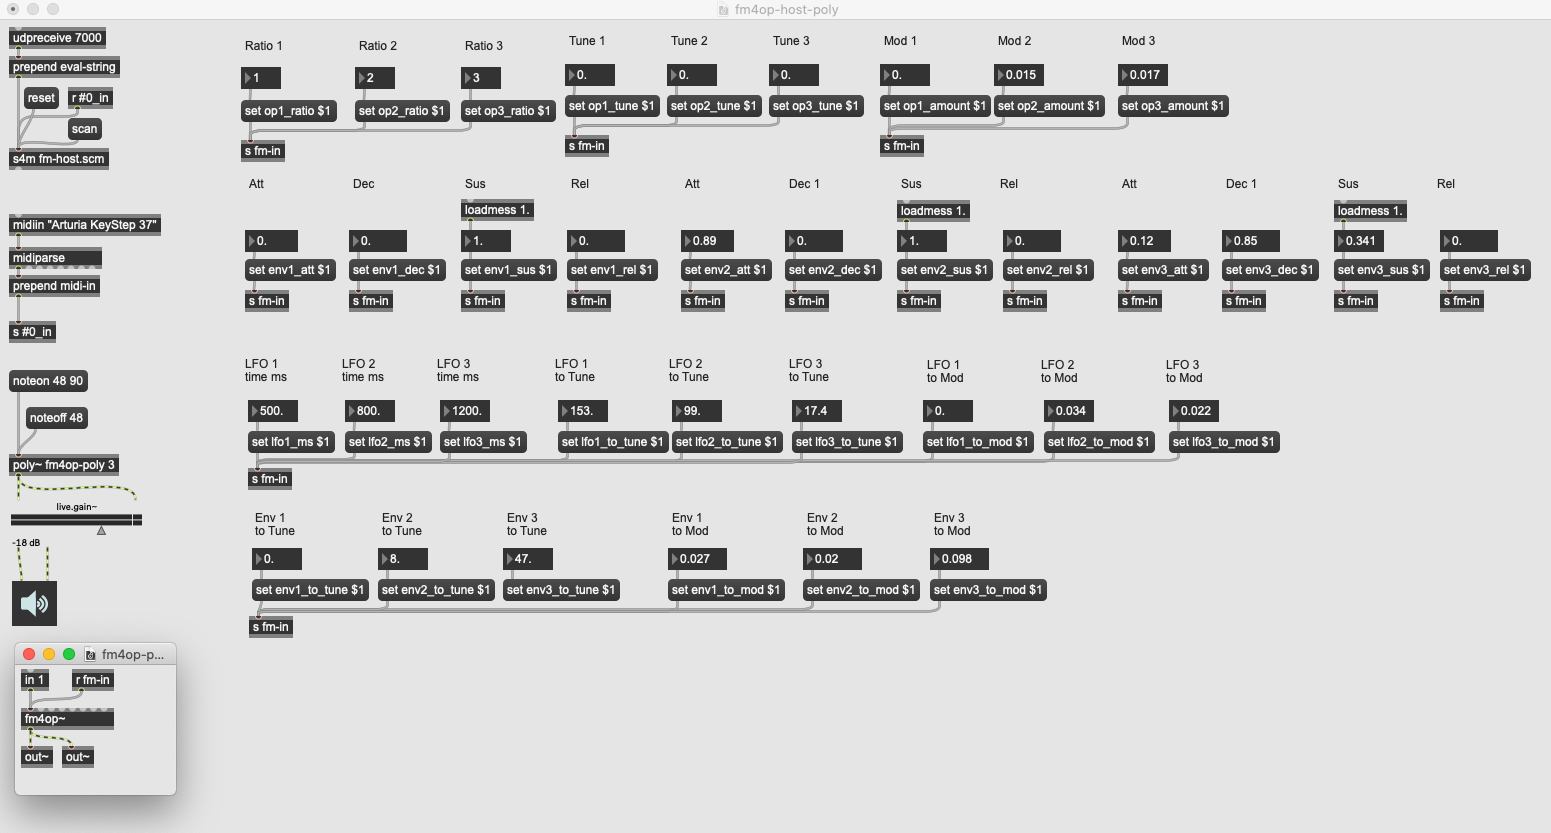 fm4op-host-poly
udpreceive 7000
prepend eval-string
reset
r #0_in
scan
s4m fm-host.scm
midiin "Arturia KeyStep 37"
midiparse
prepend midi-in
s #0_in
noteon 48 90
noteoff 48
poly~ fm4op-poly 3
live.gain~
-18 dB
fm4op-p...
in 1
r fm-in
fm4op~
out~
out~
Ratio 1
Ratio 2
Ratio 3
1
2
3
set op1_ratio $1
set op2_ratio $1
set op3_ratio $1
s fm-in
Tune 1
Tune 2
Tune 3
0.
0.
0.
set op1_tune $1
set op2_tune $1
set op3_tune $1
s fm-in
Mod 1
Mod 2
Mod 3
0.
0.015
0.017
set op1_amount $1
set op2_amount $1
set op3_amount $1
s fm-in
Att
Dec
Sus
Rel
loadmess 1.
0.
0.
1.
0.
set env1_att $1
set env1_dec $1
set env1_sus $1
set env1_rel $1
s fm-in
s fm-in
s fm-in
s fm-in
Att
Dec 1
Sus
Rel
loadmess 1.
0.89
0.
1.
0.
set env2_att $1
set env2_dec $1
set env2_sus $1
set env2_rel $1
s fm-in
s fm-in
s fm-in
s fm-in
Att
Dec 1
Sus
Rel
loadmess 1.
0.12
0.85
0.341
0.
set env3_att $1
set env3_dec $1
set env3_sus $1
set env3_rel $1
s fm-in
s fm-in
s fm-in
s fm-in
LFO 1
time ms
LFO 2
time ms
LFO 3
time ms
LFO 1
to Tune
LFO 2
to Tune
LFO 3
to Tune
LFO 1
to Mod
LFO 2
to Mod
LFO 3
to Mod
500.
800.
1200.
153.
99.
17.4
0.
0.034
0.022
set lfo1_ms $1
set lfo2_ms $1
set lfo3_ms $1
set lfo1_to_tune $1
set lfo2_to_tune $1
set lfo3_to_tune $1
set lfo1_to_mod $1
set lfo2_to_mod $1
set lfo3_to_mod $1
s fm-in
Env 1
to Tune
Env 2
to Tune
Env 3
to Tune
Env 1
to Mod
Env 2
to Mod
Env 3
to Mod
0.
8.
47.
0.027
0.02
0.098
set env1_to_tune $1
set env2_to_tune $1
set env3_to_tune $1
set env1_to_mod $1
set env2_to_mod $1
set env3_to_mod $1
s fm-in